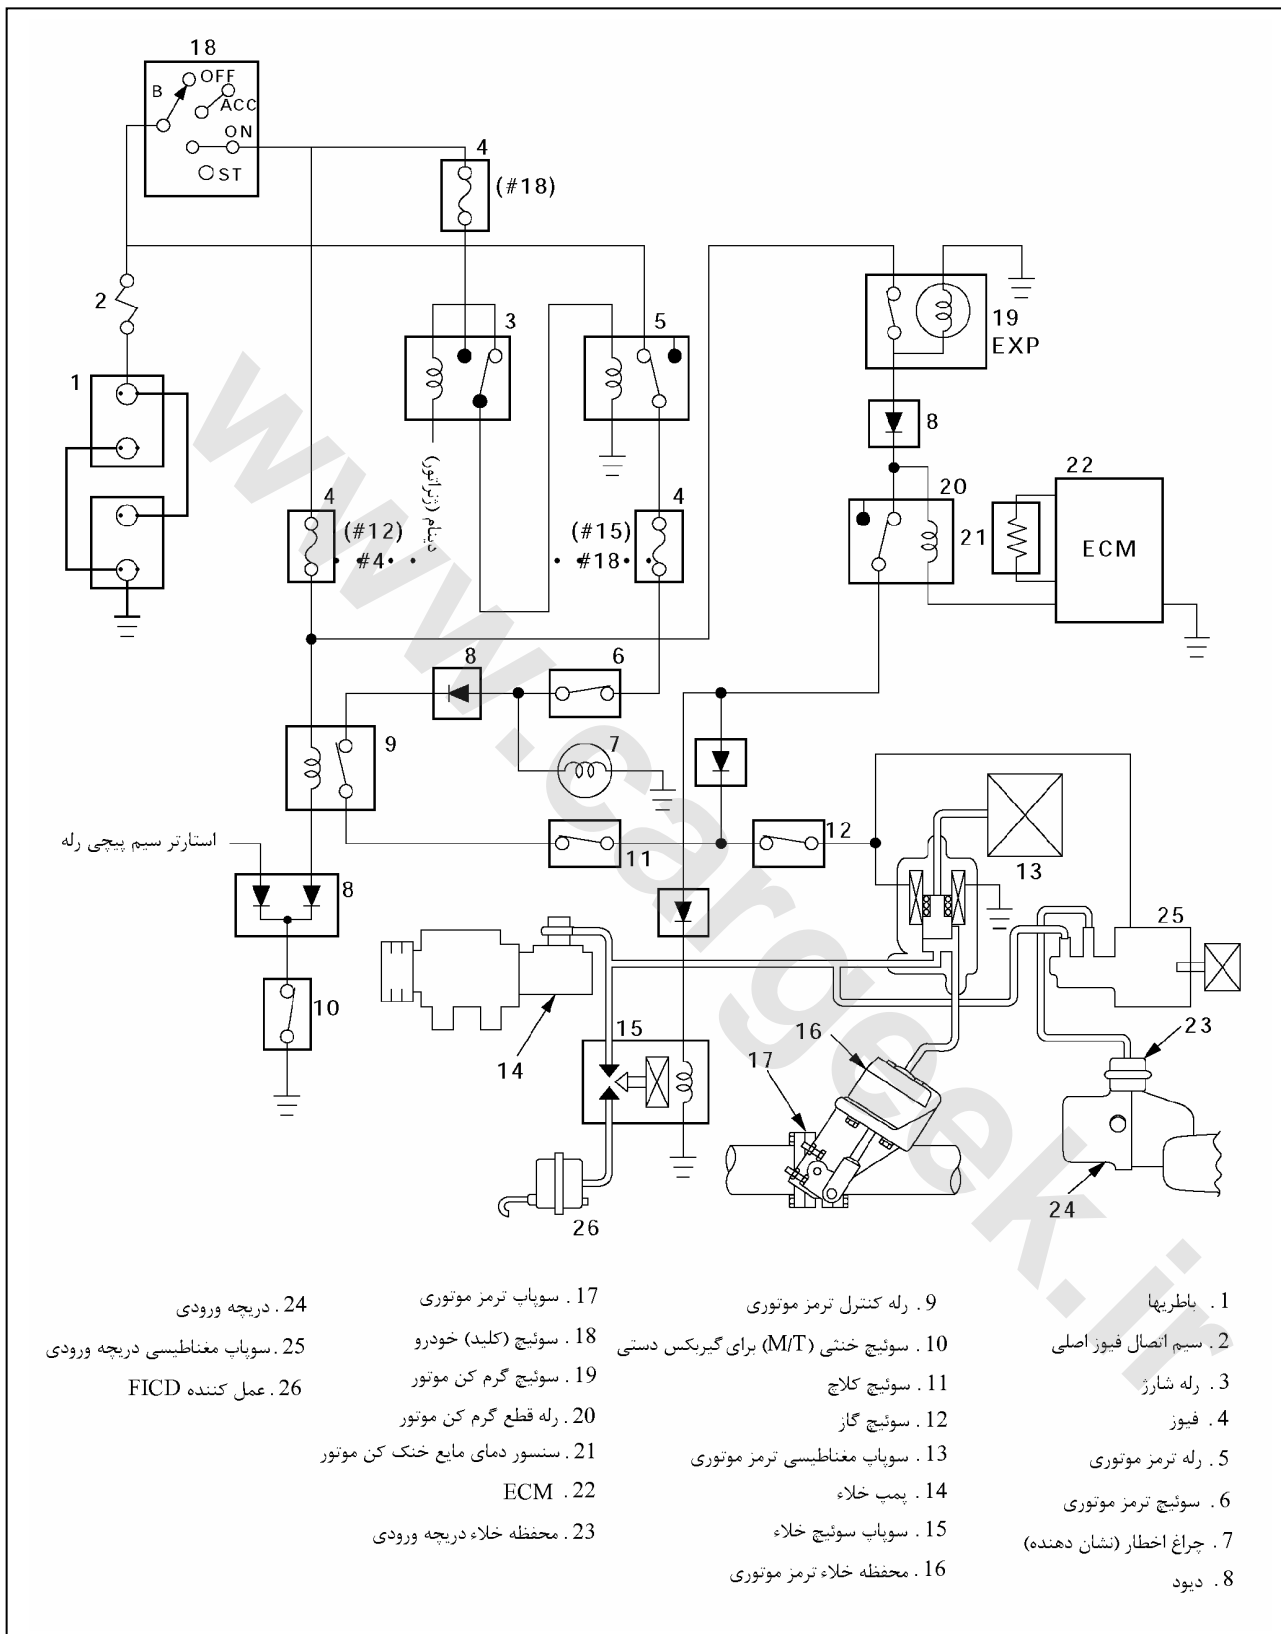 18
OFF
B
ACC
ON
ST
4
(#18)
2
3
5
19
EXP
1
8
22
20
دینام (ژنراتور)
4
(#12)
#4
4
(#15)
#18
21
ECM
8
6
9
7
استارتر سیم پیچی رله
11
12
13
8
25
10
14
15
16
17
23
24
26
1. باطریها
2. سیم اتصال فیوز اصلی
3. رله شارژ
4. فیوز
5. رله ترمز موتوری
6. سوئیچ ترمز موتوری
7. چراغ اخطار (نشان دهنده)
8. دیود
9. رله کنترل ترمز موتوری
10. سوئیچ خنثی (M/T) برای گیربکس دستی
11. سوئیچ کلاچ
12. سوئیچ گاز
13. سوپاپ مغناطیسی ترمز موتوری
14. پمپ خلاء
15. سوپاپ سوئیچ خلاء
16. محفظه خلاء ترمز موتوری
17. سوپاپ ترمز موتوری
18. سوئیچ (کلید) خودرو
19. سوئیچ گرم کن موتور
20. رله قطع گرم کن موتور
21. سنسور دمای مایع خنک کن موتور
22. ECM
23. محفظه خلاء دریچه ورودی
24. دریچه ورودی
25. سوپاپ مغناطیسی دریچه ورودی
26. عمل کننده FICD
www.cargeek.ir